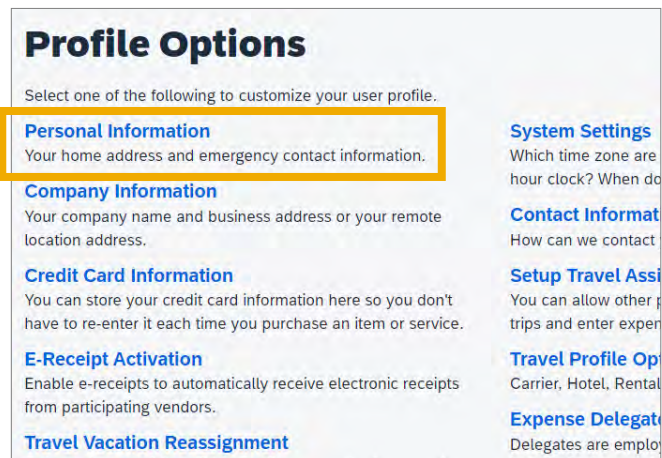 Profile Options
Select one of the following to customize your user profile.
Personal Information
Your home address and emergency contact information.
Company Information
Your company name and business address or your remote
location address.
Credit Card Information
You can store your credit card information here so you don't
have to re-enter it each time you purchase an item or service.
E-Receipt Activation
Enable e-receipts to automatically receive electronic receipts
from participating vendors.
Travel Vacation Reassignment
System Settings
Which time zone are
hour clock? When do
Contact Informat
How can we contact
Setup Travel Assi
You can allow other
trips and enter expen
Travel Profile Opt
Carrier, Hotel, Rental
Expense Delegate
Delegates are employ